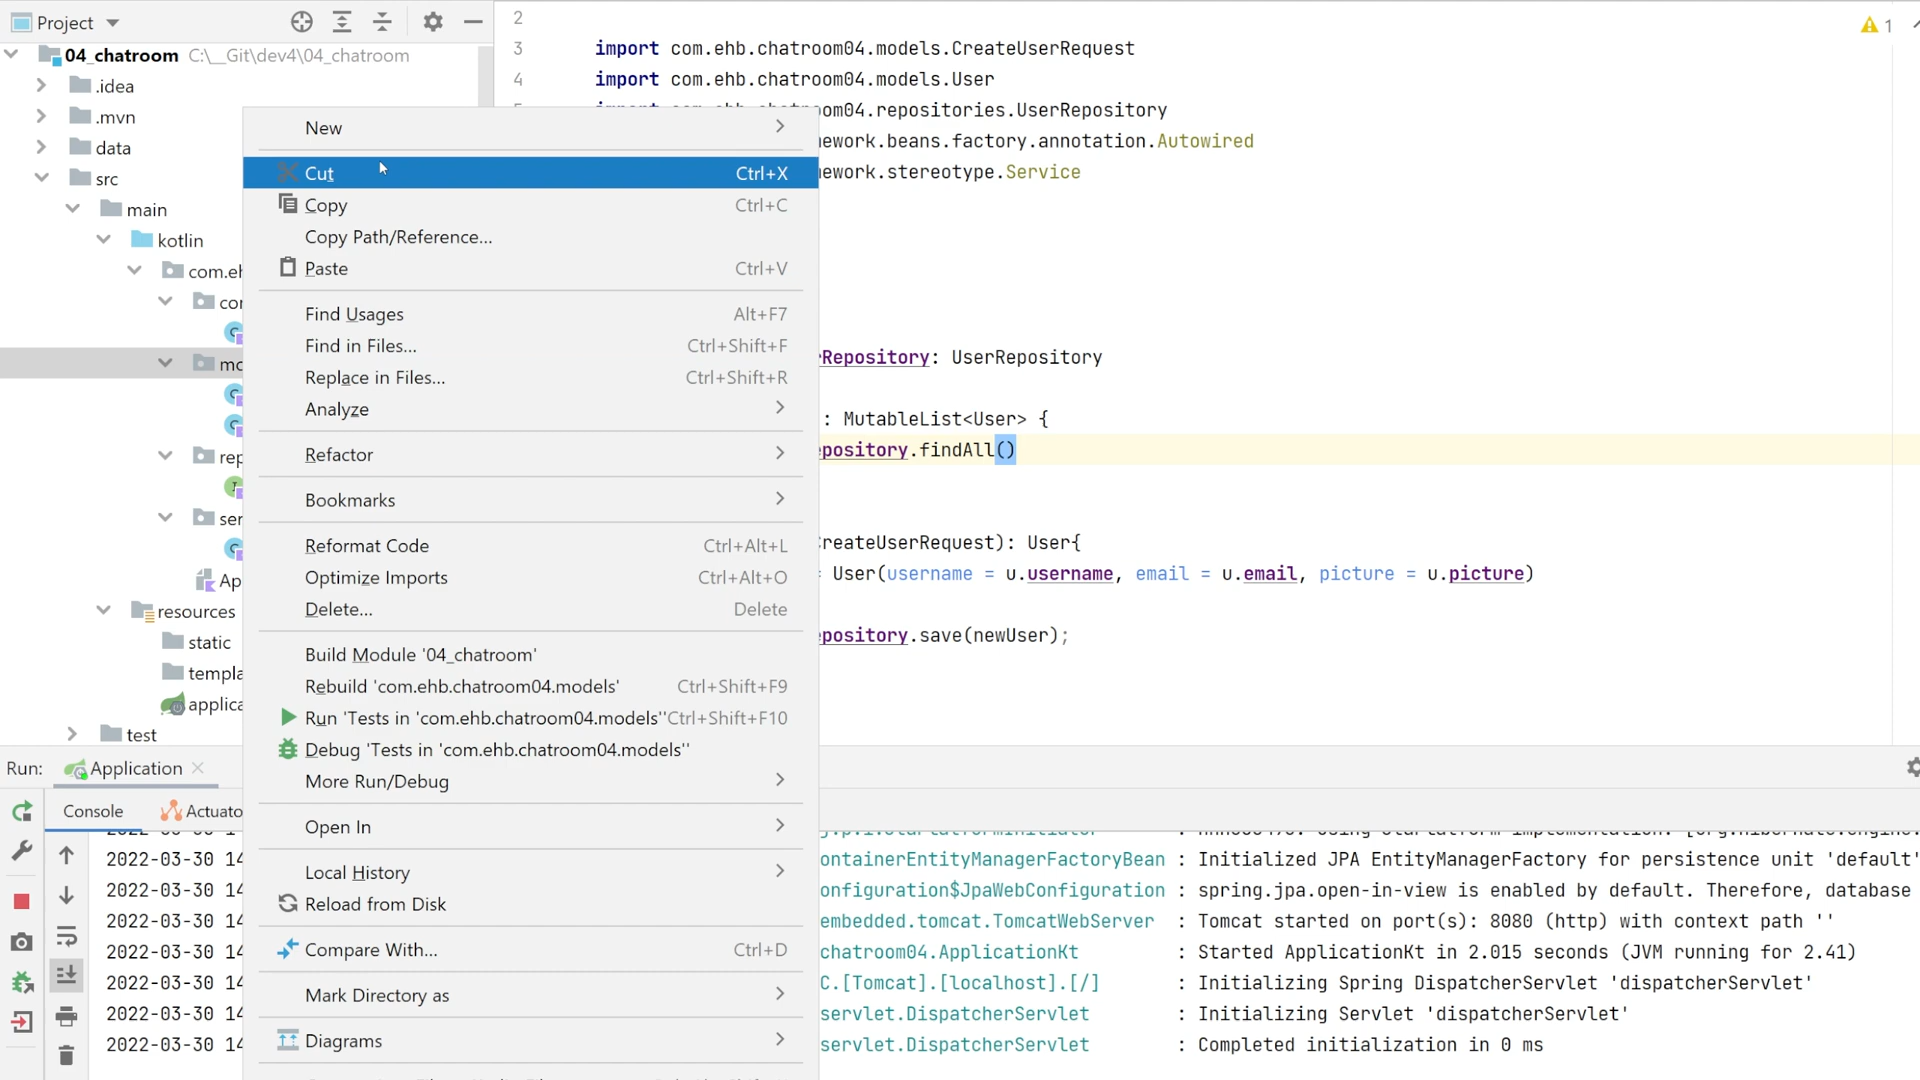 Project
04_chatroom C:\__Git\dev4\04_chatroom
.idea
.mvn
data
src
main
kotlin
com.eh
resources
static
templa
applica
test
New
Cut Ctrl+X
Copy Ctrl+C
Copy Path/Reference...
Paste Ctrl+V
Find Usages Alt+F7
Find in Files... Ctrl+Shift+F
Replace in Files... Ctrl+Shift+R
Analyze
Refactor
Bookmarks
Reformat Code Ctrl+Alt+L
Optimize Imports Ctrl+Alt+O
Delete... Delete
Build Module '04_chatroom'
Rebuild 'com.ehb.chatroom04.models' Ctrl+Shift+F9
Run 'Tests in 'com.ehb.chatroom04.models'' Ctrl+Shift+F10
Debug 'Tests in 'com.ehb.chatroom04.models''
More Run/Debug
Open In
Local History
Reload from Disk
Compare With... Ctrl+D
Mark Directory as
Diagrams
1
2
3 import com.ehb.chatroom04.models.CreateUserRequest
4 import com.ehb.chatroom04.models.User
om04.repositories.UserRepository
mework.beans.factory.annotation.Autowired
ework.stereotype.Service
rRepository: UserRepository
: MutableList<User> {
epository.findAll()
CreateUserRequest): User{
= User(username = u.username, email = u.email, picture = u.picture)
epository.save(newUser);
Run: Application
Console Actuato
2022-03-30 14 ontainerEntityManagerFactoryBean : Initialized JPA EntityManagerFactory for persistence unit 'default'
2022-03-30 14 onfiguration$JpaWebConfiguration : spring.jpa.open-in-view is enabled by default. Therefore, database
2022-03-30 14 embedded.tomcat.TomcatWebServer : Tomcat started on port(s): 8080 (http) with context path ''
2022-03-30 14 chatroom04.ApplicationKt : Started ApplicationKt in 2.015 seconds (JVM running for 2.41)
2022-03-30 14 C.[Tomcat].[localhost].[/] : Initializing Spring DispatcherServlet 'dispatcherServlet'
2022-03-30 14 servlet.DispatcherServlet : Initializing Servlet 'dispatcherServlet'
2022-03-30 14 servlet.DispatcherServlet : Completed initialization in 0 ms